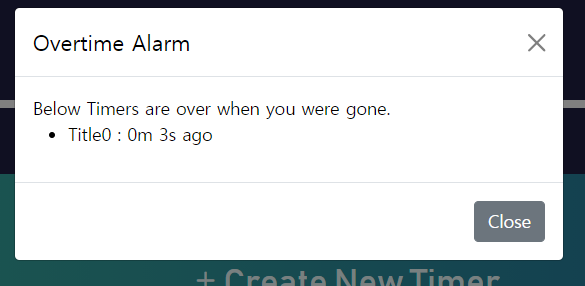 Overtime Alarm
Below Timers are over when you were gone.
Title0 : 0m 3s ago
Close
+ Create New Timer